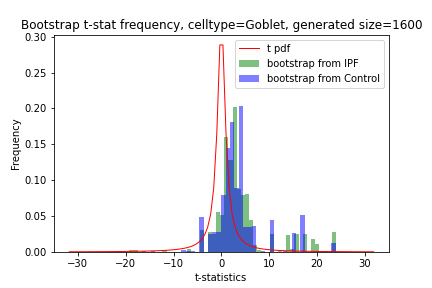 Bootstrap t-stat frequency, celltype=Goblet, generated size=1600
0.30
0.25
0.20
0.15
0.10
0.05
0.00
Frequency
t pdf
bootstrap from IPF
bootstrap from Control
−30 −20 −10 0 10 20 30
t-statistics